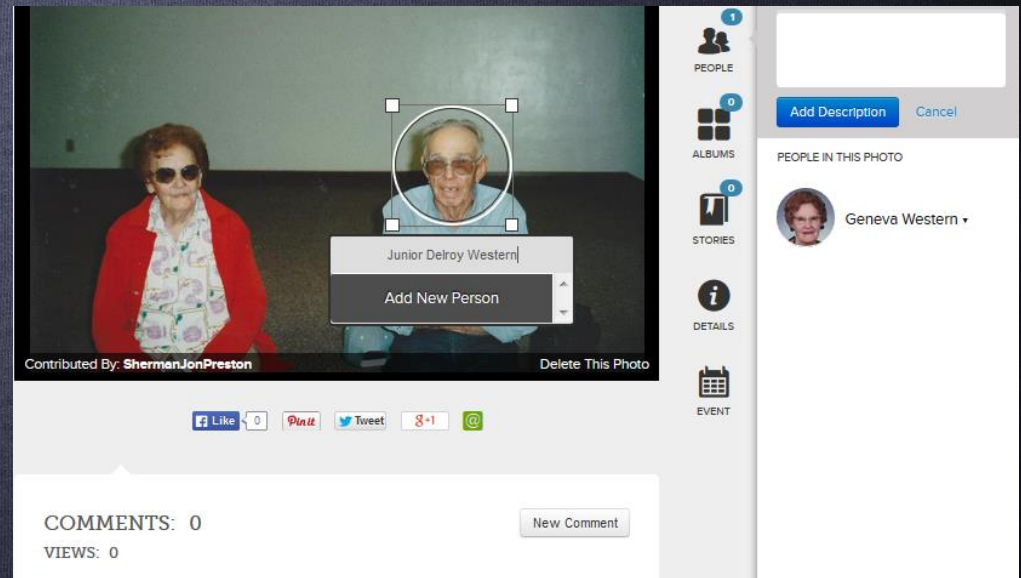 1
PEOPLE
0
ALBUMS
0
STORIES
DETAILS
EVENT
Add Description Cancel
PEOPLE IN THIS PHOTO
Geneva Western
Junior Delroy Western
Add New Person
Contributed By: ShermanJonPreston Delete This Photo
Like 0 Pin it Tweet g+1 @
COMMENTS: 0 New Comment
VIEWS: 0